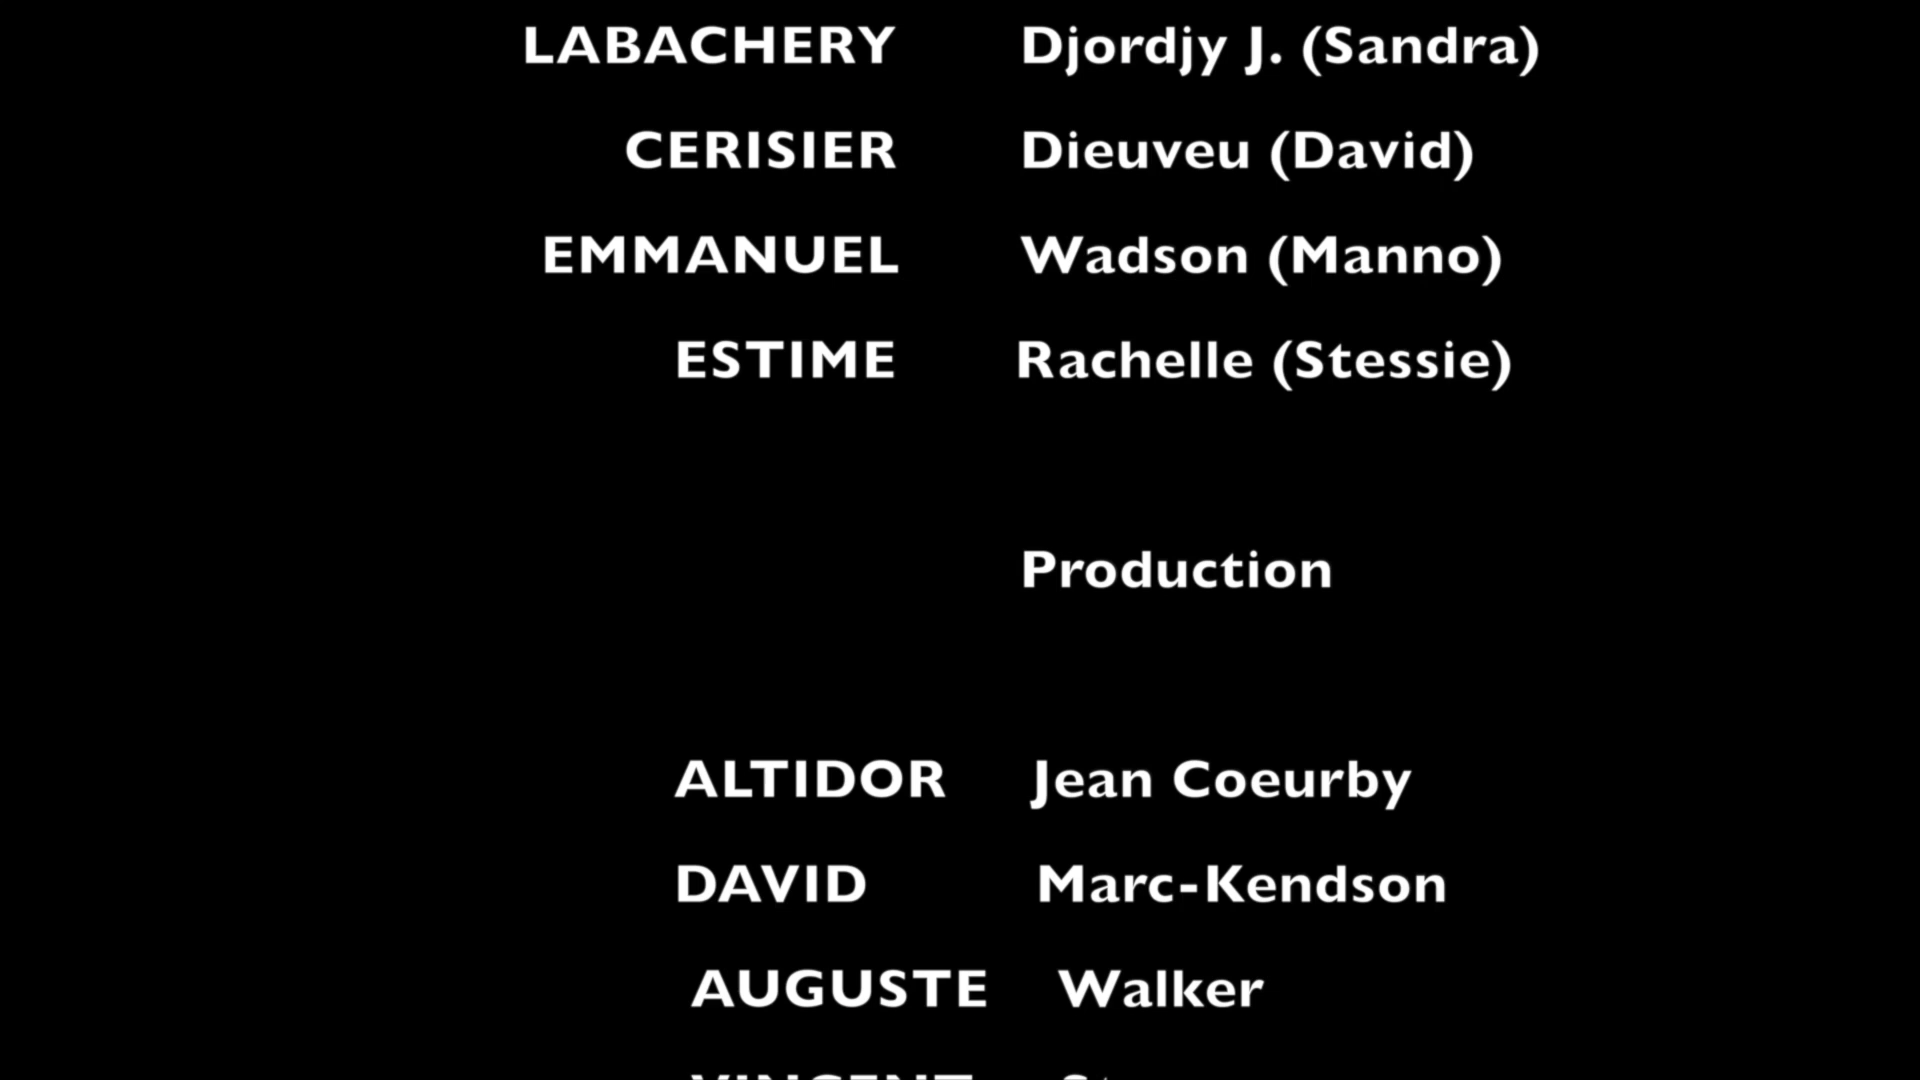 LABACHERY Djordjy J. (Sandra)
CERISIER Dieuveu (David)
EMMANUEL Wadson (Manno)
ESTIME Rachelle (Stessie)
Production
ALTIDOR Jean Coeurby
DAVID Marc-Kendson
AUGUSTE Walker
VINCENT